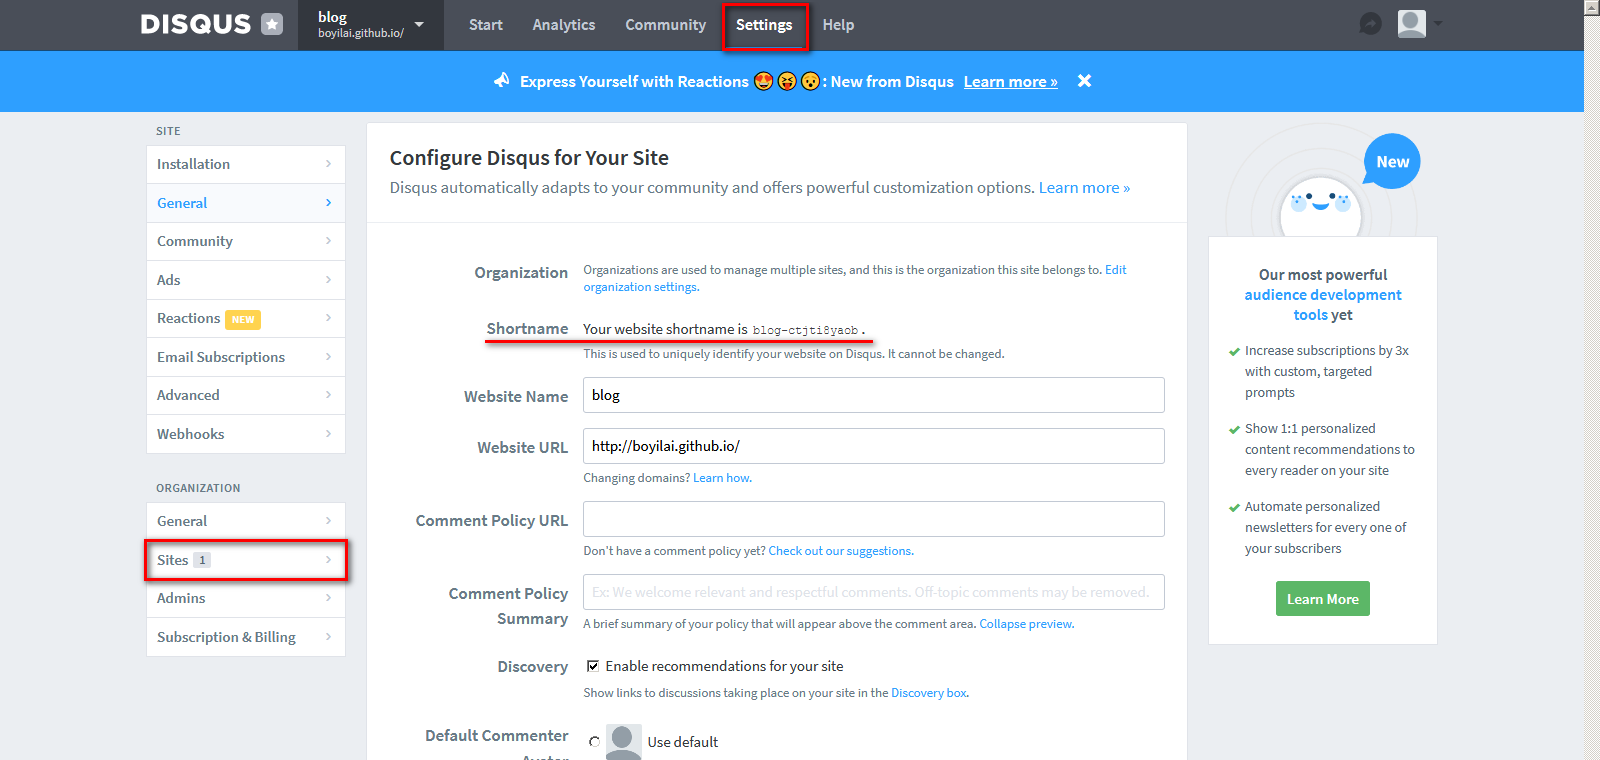 DISQUS
blog
boyilai.github.io/
Start
Analytics
Community
Settings
Help
Express Yourself with Reactions 😍😝😯: New from Disqus Learn more » ×
SITE
Installation
General
Community
Ads
Reactions NEW
Email Subscriptions
Advanced
Webhooks
ORGANIZATION
General
Sites 1
Admins
Subscription & Billing
Configure Disqus for Your Site
Disqus automatically adapts to your community and offers powerful customization options. Learn more »
Organization
Organizations are used to manage multiple sites, and this is the organization this site belongs to. Edit
organization settings.
Shortname
Your website shortname is blog-ctjti8yaob.
This is used to uniquely identify your website on Disqus. It cannot be changed.
Website Name
blog
Website URL
http://boyilai.github.io/
Changing domains? Learn how.
Comment Policy URL
Don't have a comment policy yet? Check out our suggestions.
Comment Policy
Summary
Ex: We welcome relevant and respectful comments. Off-topic comments may be removed.
A brief summary of your policy that will appear above the comment area. Collapse preview.
Discovery
Enable recommendations for your site
Show links to discussions taking place on your site in the Discovery box.
Default Commenter
Avatar
Use default
New
Our most powerful
audience development
tools yet
Increase subscriptions by 3x
with custom, targeted
prompts
Show 1:1 personalized
content recommendations to
every reader on your site
Automate personalized
newsletters for every one of
your subscribers
Learn More